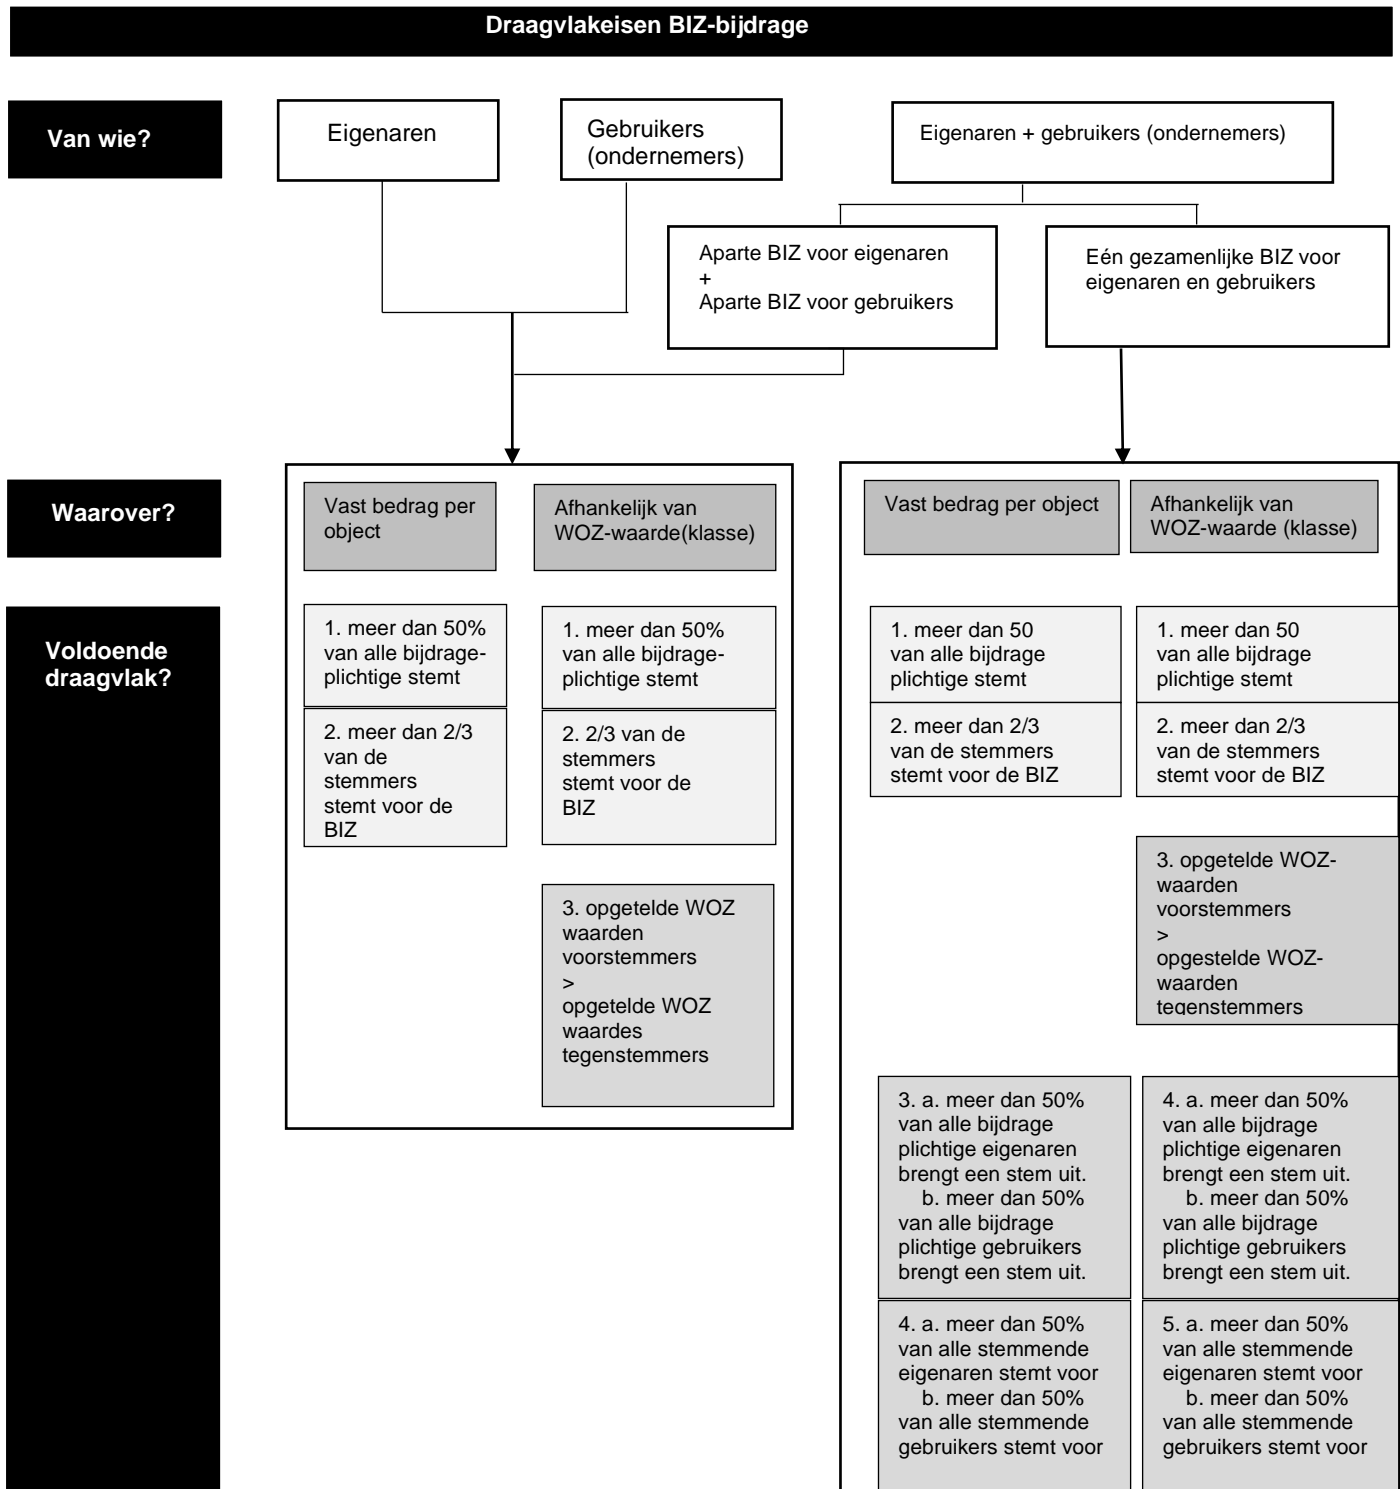 Draagvlakeisen BIZ-bijdrage
Van wie?
Eigenaren
Gebruikers
(ondernemers)
Eigenaren + gebruikers (ondernemers)
Aparte BIZ voor eigenaren
+
Aparte BIZ voor gebruikers
Eén gezamenlijke BIZ voor
eigenaren en gebruikers
Waarover?
Vast bedrag per
object
Afhankelijk van
WOZ-waarde(klasse)
Vast bedrag per object
Afhankelijk van
WOZ-waarde (klasse)
Voldoende
draagvlak?
1. meer dan 50%
van alle bijdrage-
plichtige stemt
2. meer dan 2/3
van de
stemmers
stemt voor de
BIZ
1. meer dan 50%
van alle bijdrage-
plichtige stemt
2. 2/3 van de
stemmers
stemt voor de
BIZ
3. opgetelde WOZ
waarden
voorstemmers
>
opgetelde WOZ
waardes
tegenstemmers
1. meer dan 50
van alle bijdrage
plichtige stemt
2. meer dan 2/3
van de stemmers
stemt voor de BIZ
3. a. meer dan 50%
van alle bijdrage
plichtige eigenaren
brengt een stem uit.
b. meer dan 50%
van alle bijdrage
plichtige gebruikers
brengt een stem uit.
4. a. meer dan 50%
van alle stemmende
eigenaren stemt voor
b. meer dan 50%
van alle stemmende
gebruikers stemt voor
1. meer dan 50
van alle bijdrage
plichtige stemt
2. meer dan 2/3
van de stemmers
stemt voor de BIZ
3. opgetelde WOZ-
waarden
voorstemmers
>
opgestelde WOZ-
waarden
tegenstemmers
4. a. meer dan 50%
van alle bijdrage
plichtige eigenaren
brengt een stem uit.
b. meer dan 50%
van alle bijdrage
plichtige gebruikers
brengt een stem uit.
5. a. meer dan 50%
van alle stemmende
eigenaren stemt voor
b. meer dan 50%
van alle stemmende
gebruikers stemt voor